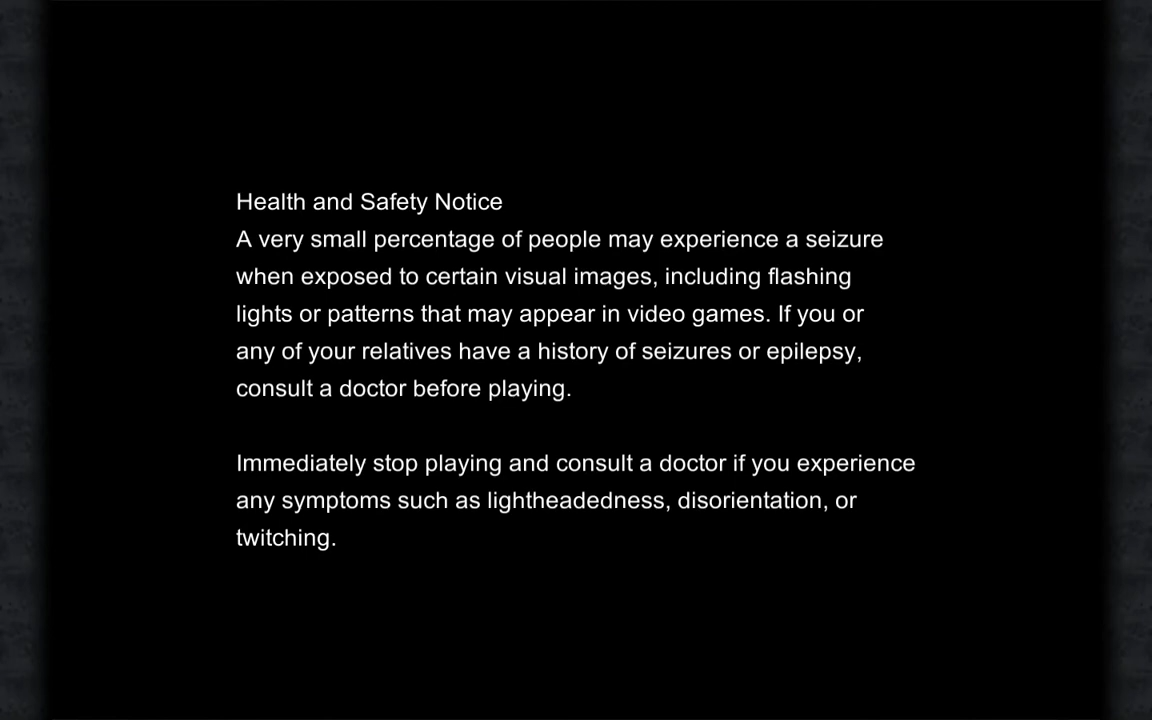 Health and Safety Notice
A very small percentage of people may experience a seizure
when exposed to certain visual images, including flashing
lights or patterns that may appear in video games. If you or
any of your relatives have a history of seizures or epilepsy,
consult a doctor before playing.
Immediately stop playing and consult a doctor if you experience
any symptoms such as lightheadedness, disorientation, or
twitching.